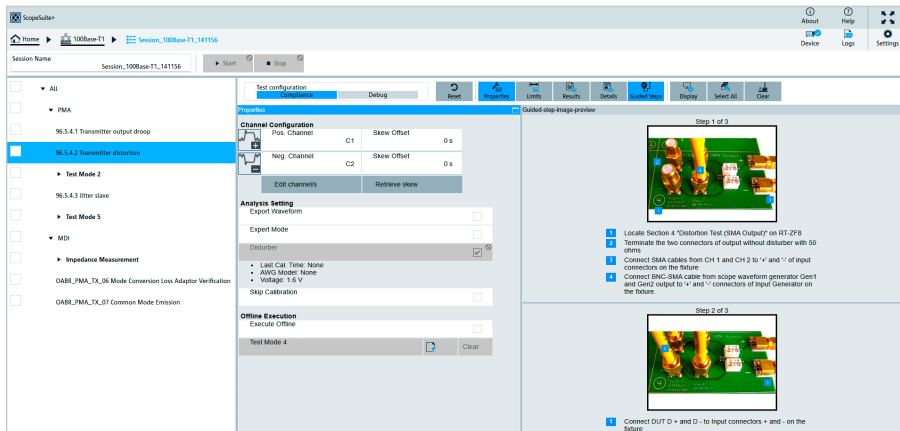 ScopeSuite+
About
Help
Home
100Base-T1
Session_100Base-T1_141156
Device
Logs
Settings
Session Name
Session_100Base-T1_141156
Start
Stop
All
PMA
96.5.4.1 Transmitter output droop
96.5.4.2 Transmitter distortion
Test Mode 2
96.5.4.3 Jitter slave
Test Mode 5
MDI
Impedance Measurement
OABR_PMA_TX_06 Mode Conversion Loss Adaptor Verification
OABR_PMA_TX_07 Common Mode Emission
Test configuration
Compliance
Debug
Reset
Properties
Limits
Results
Details
Guided Steps
Display
Select All
Clear
Properties
Channel Configuration
Pos. Channel
C1
Skew Offset
0 s
Neg. Channel
C2
Skew Offset
0 s
Edit channel/s
Retrieve skew
Analysis Setting
Export Waveform
Expert Mode
Disturber
• Last Cal. Time: None
• AWG Model: None
• Voltage: 1.6 V
Skip Calibration
Offline Execution
Execute Offline
Test Mode 4
Clear
Guided-step-image-preview
Step 1 of 3
2
3
1
1 Locate Section 4 "Distortion Test (SMA Output)" on RT-ZF8
2 Terminate the two connectors of output without disturber with 50
ohms
3 Connect SMA cables from CH 1 and CH 2 to '+' and '-' of input
connectors on the fixture
4 Connect BNC-SMA cable from scope waveform generator Gen1
and Gen2 output to '+' and '-' connectors of Input Generator on
the fixture.
Step 2 of 3
1
1 Connect DUT D + and D - to Input connectors + and - on the
fixture